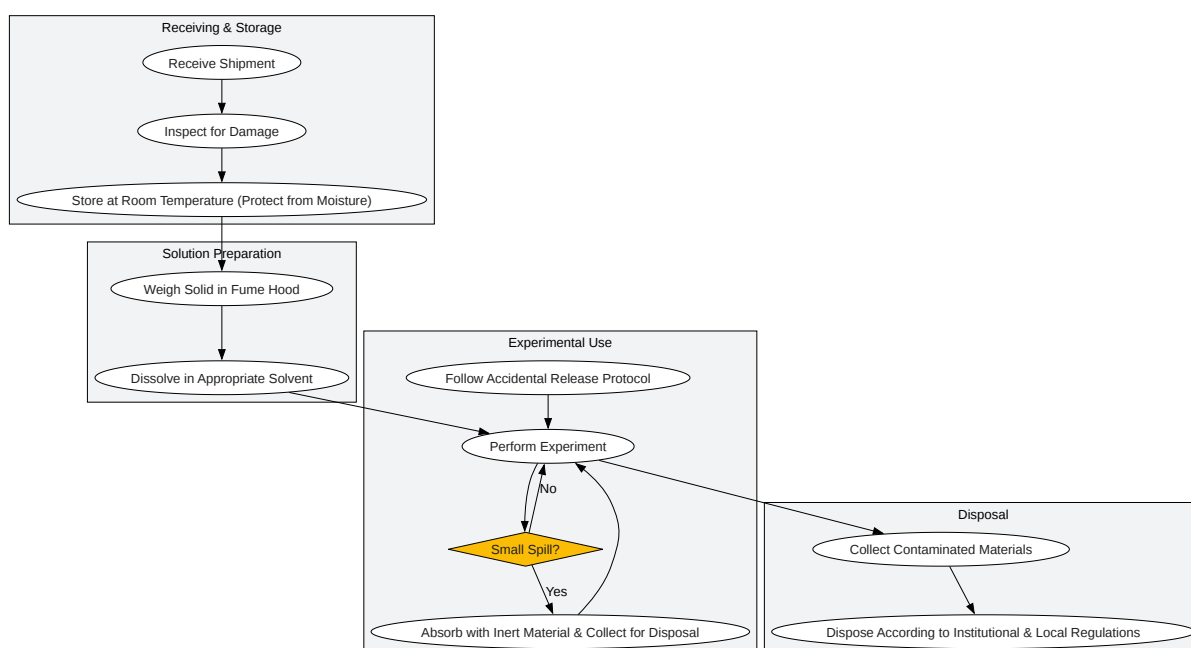 Receiving & Storage
Receive Shipment
Inspect for Damage
Store at Room Temperature (Protect from Moisture)
Solution Preparation
Weigh Solid in Fume Hood
Dissolve in Appropriate Solvent
Experimental Use
Follow Accidental Release Protocol
Perform Experiment
No
Small Spill?
Yes
Absorb with Inert Material & Collect for Disposal
Disposal
Collect Contaminated Materials
Dispose According to Institutional & Local Regulations